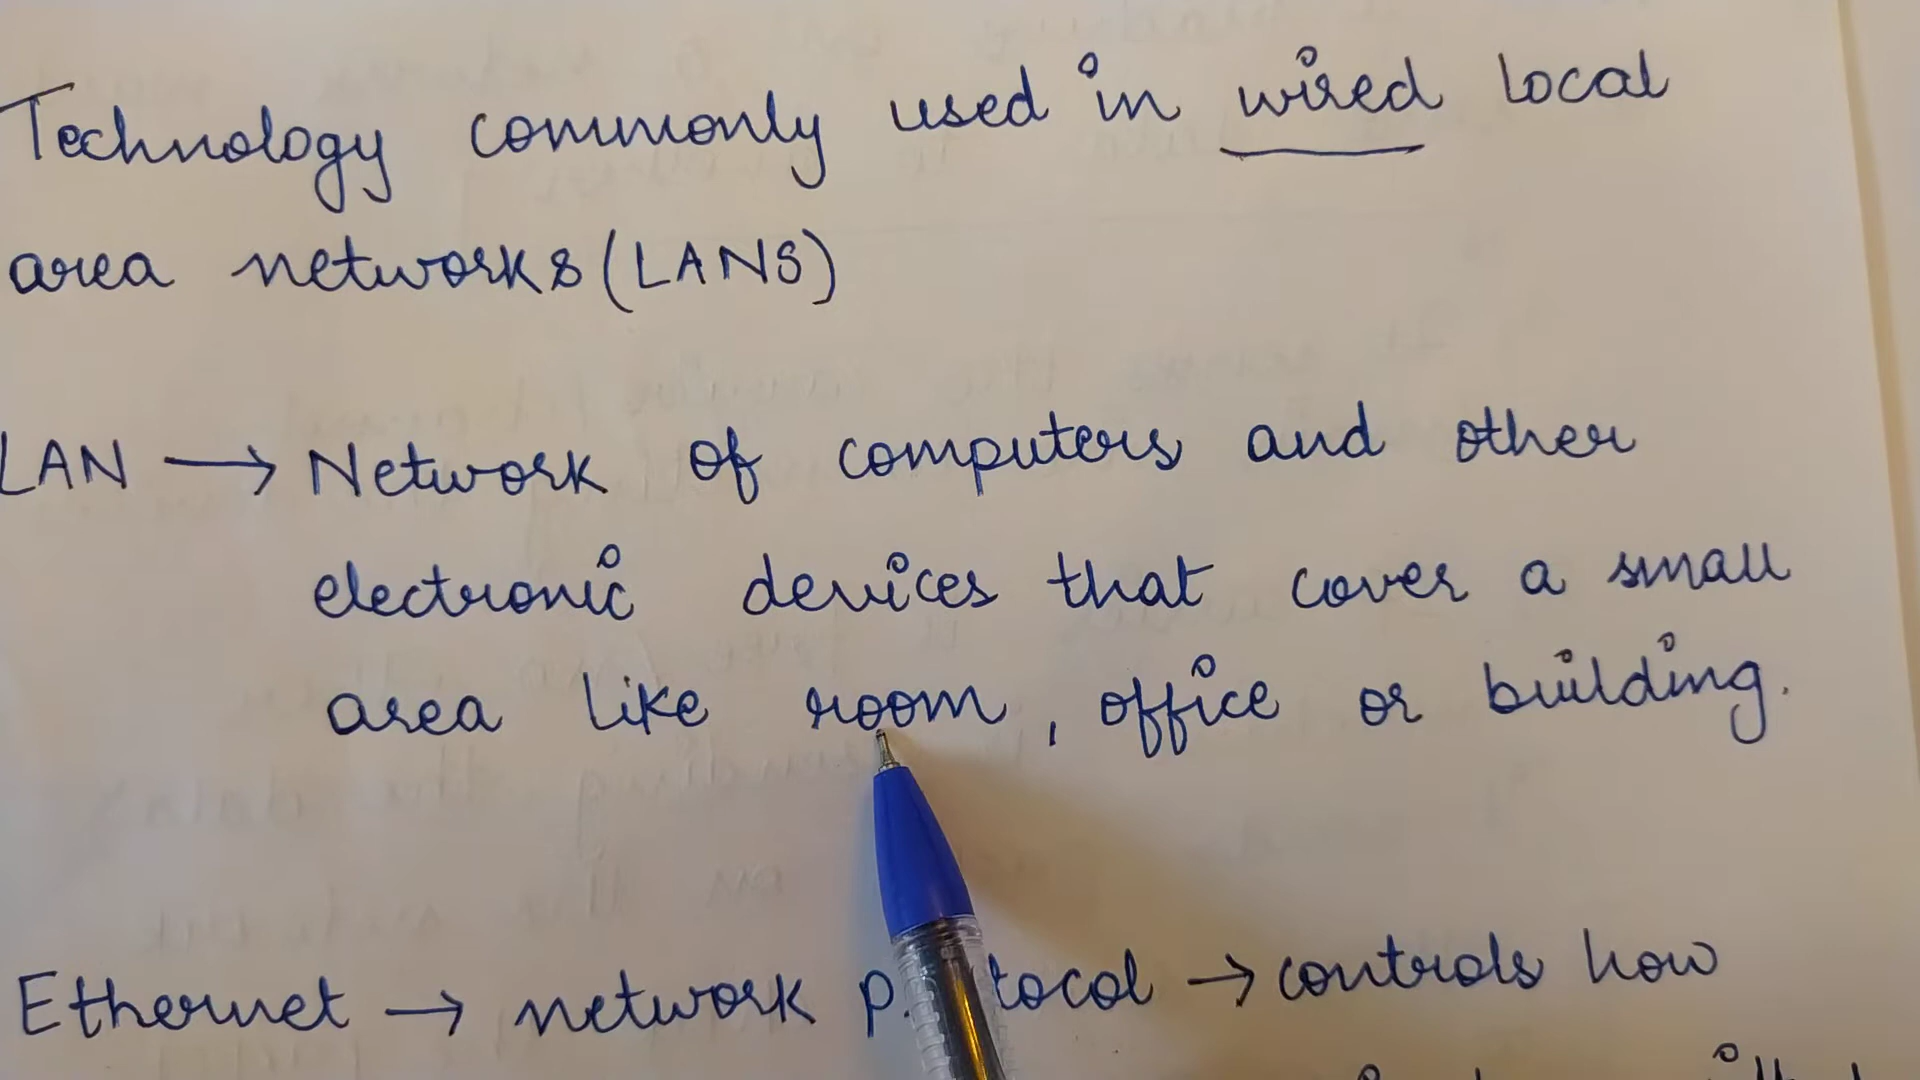 Technology commonly used in wired local
area networks (LANS)
LAN → Network of computers and other
electronic devices that cover a small
area like room, office or building.
Ethernet → network tocol → controls how